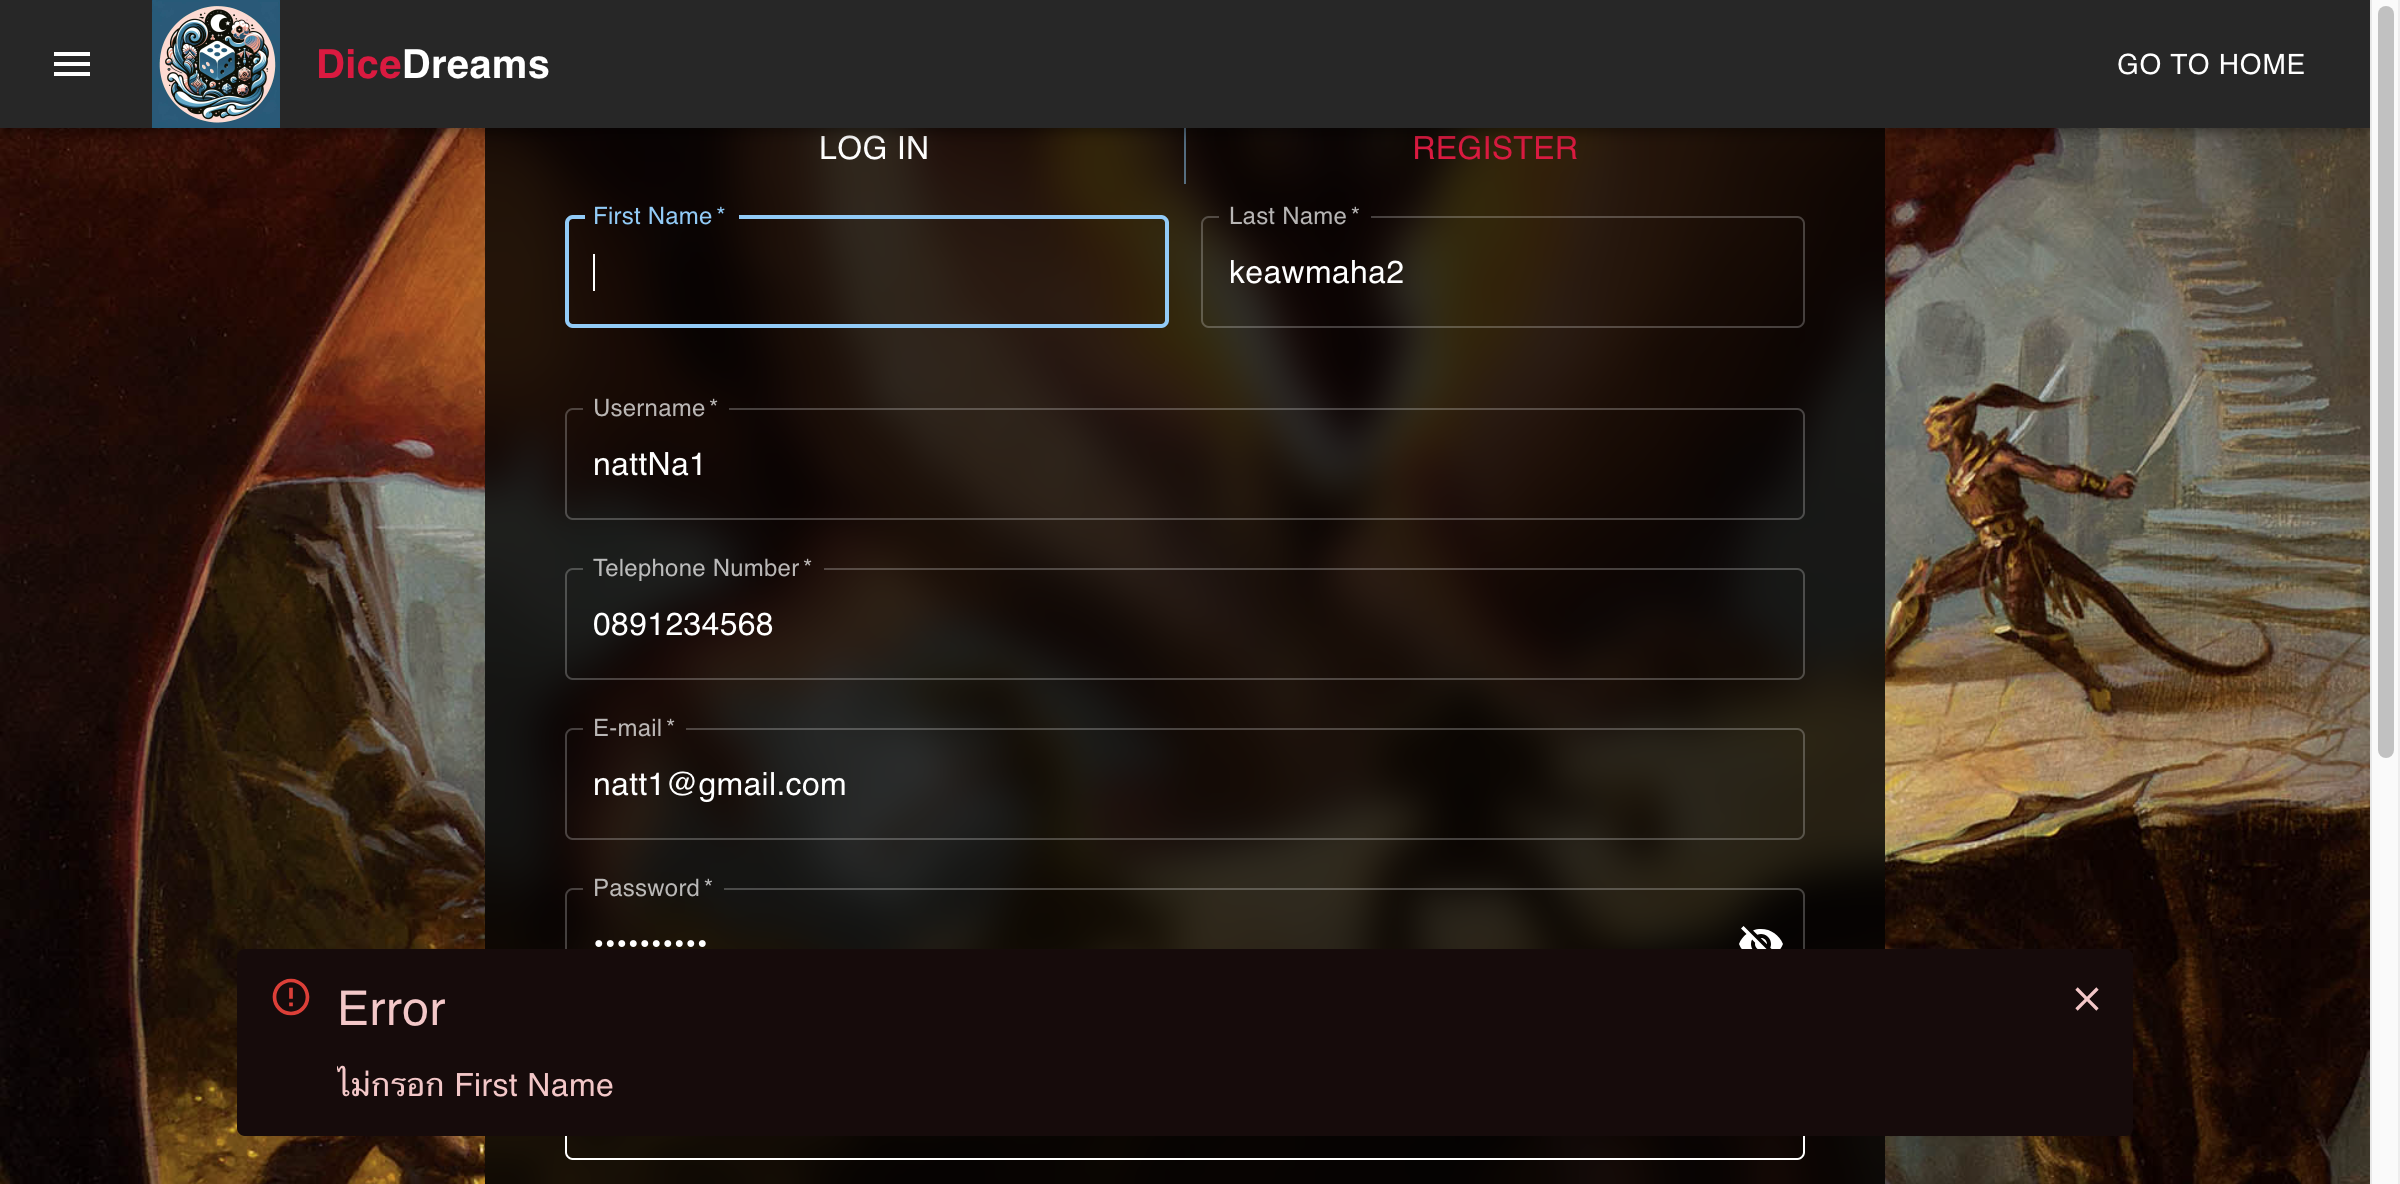 DiceDreams
GO TO HOME
LOG IN
REGISTER
First Name *
Last Name *
keawmaha2
Username *
nattNa1
Telephone Number *
0891234568
E-mail *
natt1@gmail.com
Password *
••••••••••
Error
ไม่กรอก First Name